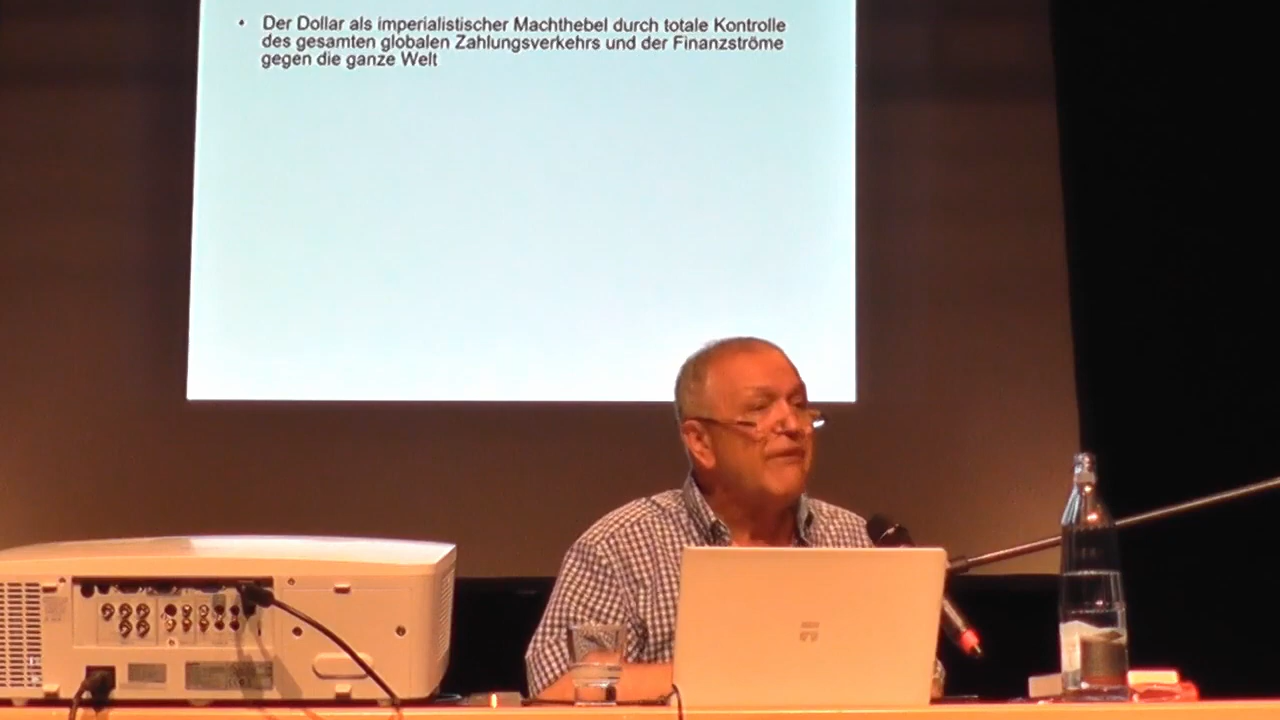 • Der Dollar als imperialistischer Machthebel durch totale Kontrolle
des gesamten globalen Zahlungsverkehrs und der Finanzströme
gegen die ganze Welt